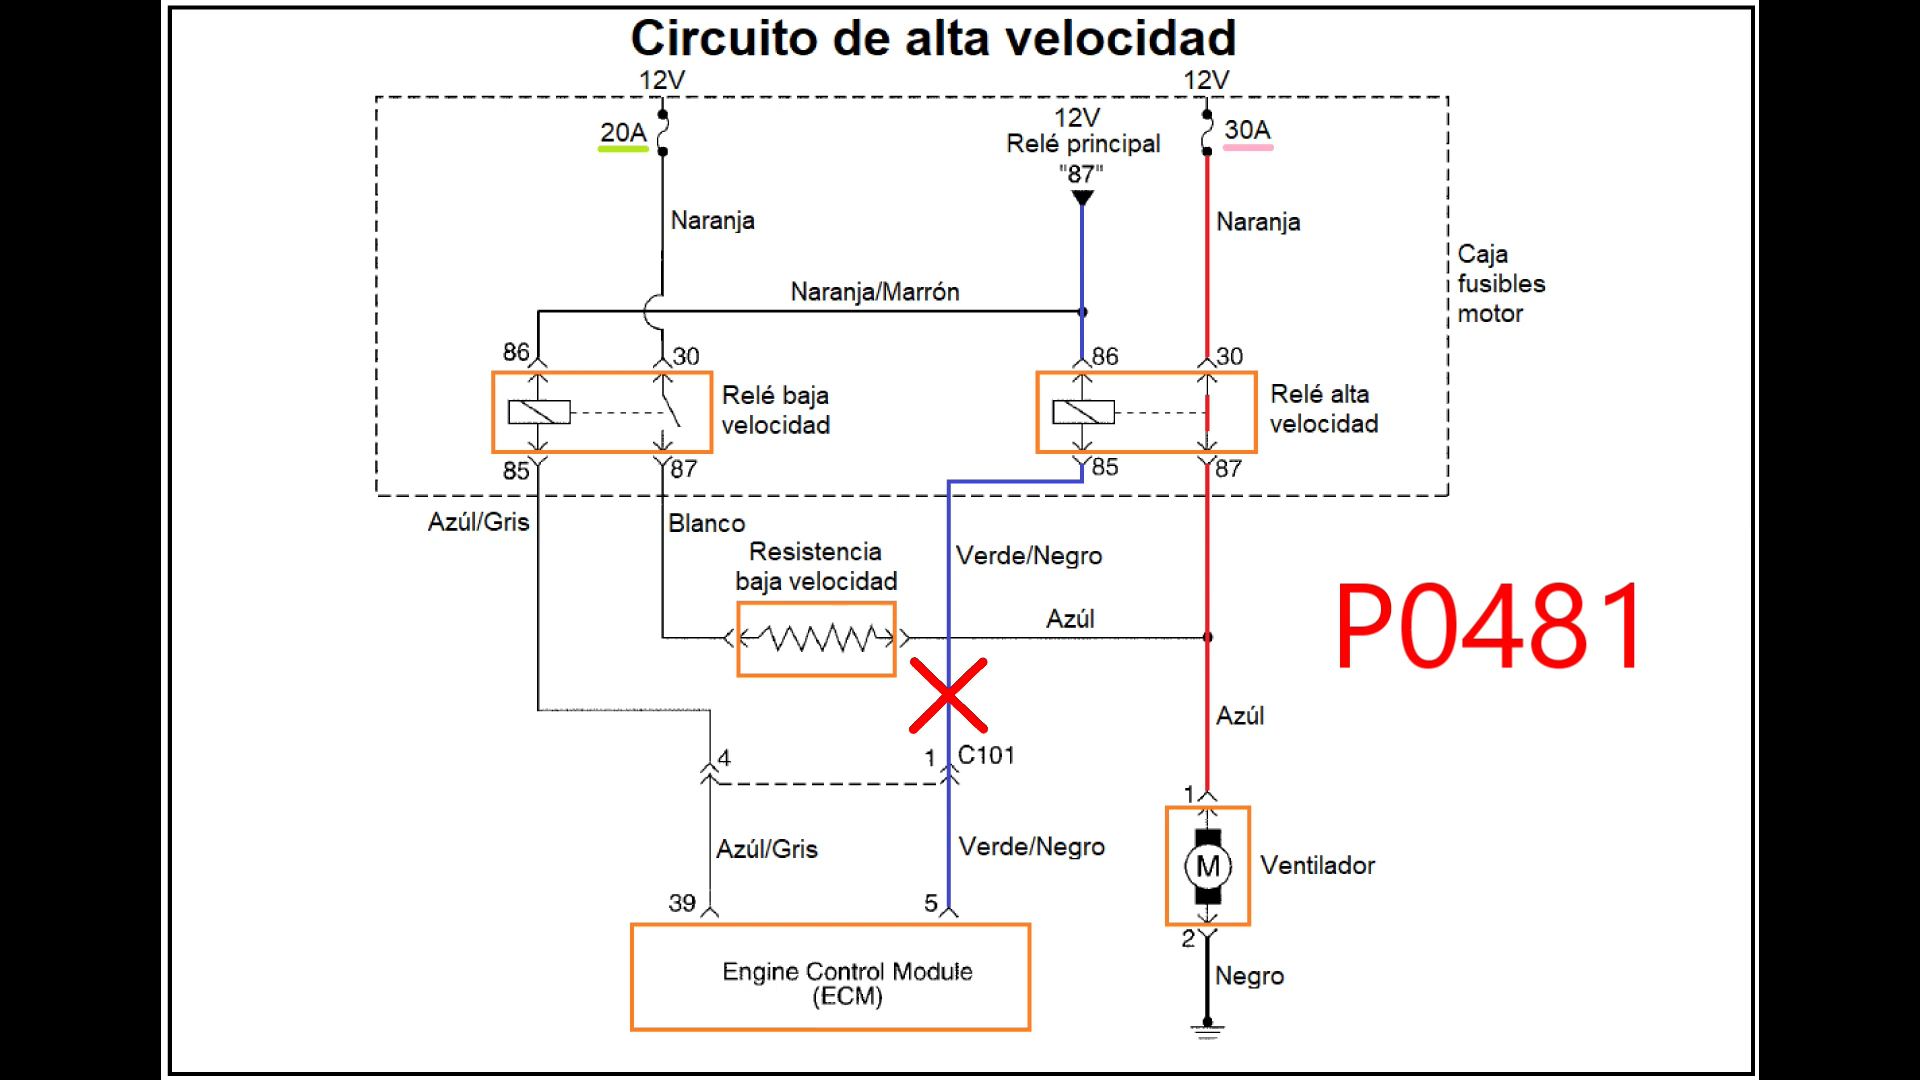 Circuito de alta velocidad
12V
12V
12V
Relé principal
"87"
20A
30A
Naranja
Naranja
Caja
fusibles
motor
Naranja/Marrón
86
30
86
30
Relé baja
velocidad
Relé alta
velocidad
85
87
85
87
Azúl/Gris
Blanco
Resistencia
baja velocidad
Verde/Negro
Azúl
P0481
Azúl
4
1
C101
1
Azúl/Gris
Verde/Negro
M
Ventilador
39
5
2
Engine Control Module
(ECM)
Negro